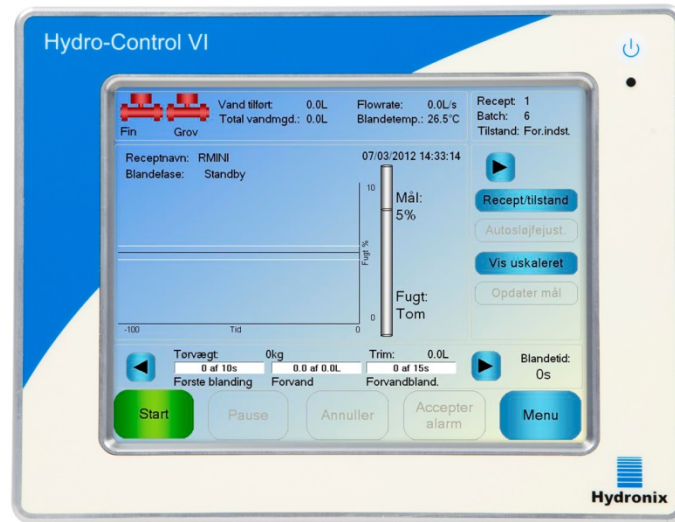 Hydro-Control VI
Vand tilført: 0.0L Flowrate: 0.0L/s Recept: 1
Total vandmgd.: 0.0L Blandetemp.: 26.5°C Batch: 6
Fin Grov Tilstand: For.indst.
Receptnavn: RMINI 07/03/2012 14:33:14
Blandefase: Standby
10 Mål:
5%
Recept/tilstand
Autosløjfejust.
Fugt %
Vis uskaleret
Fugt:
Tom
Opdater mål
0
-100 Tid 0
Tørvægt: 0kg Trim: 0.0L Blandetid:
0 af 10s 0.0 af 0.0L 0 af 15s 0s
Første blanding Forvand Forvandbland.
Start Pause Annuller Accepter alarm Menu
Hydronix